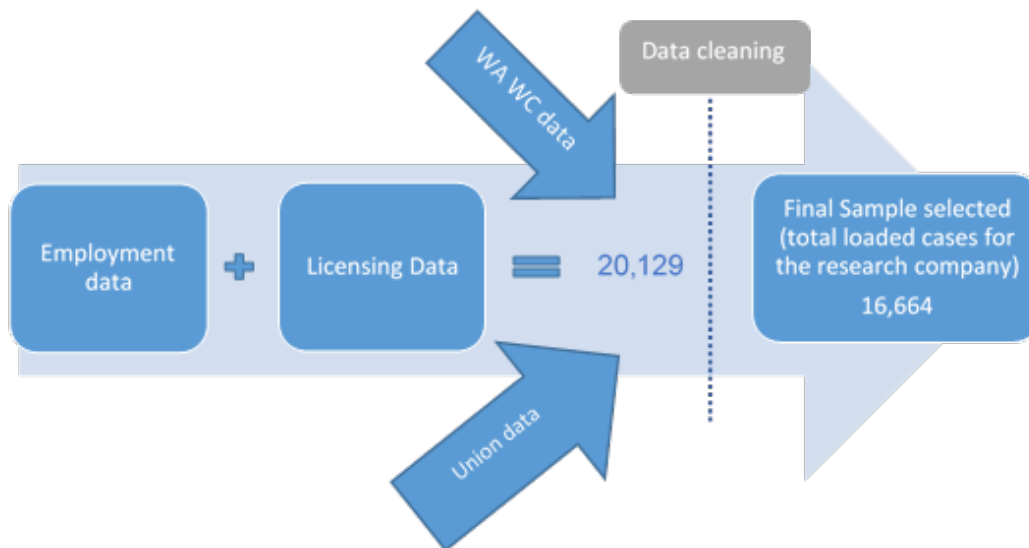 WA WC data
Data cleaning
Employment
data
+
Licensing Data
=
20,129
Final Sample selected
(total loaded cases for
the research company)
16,664
Union data